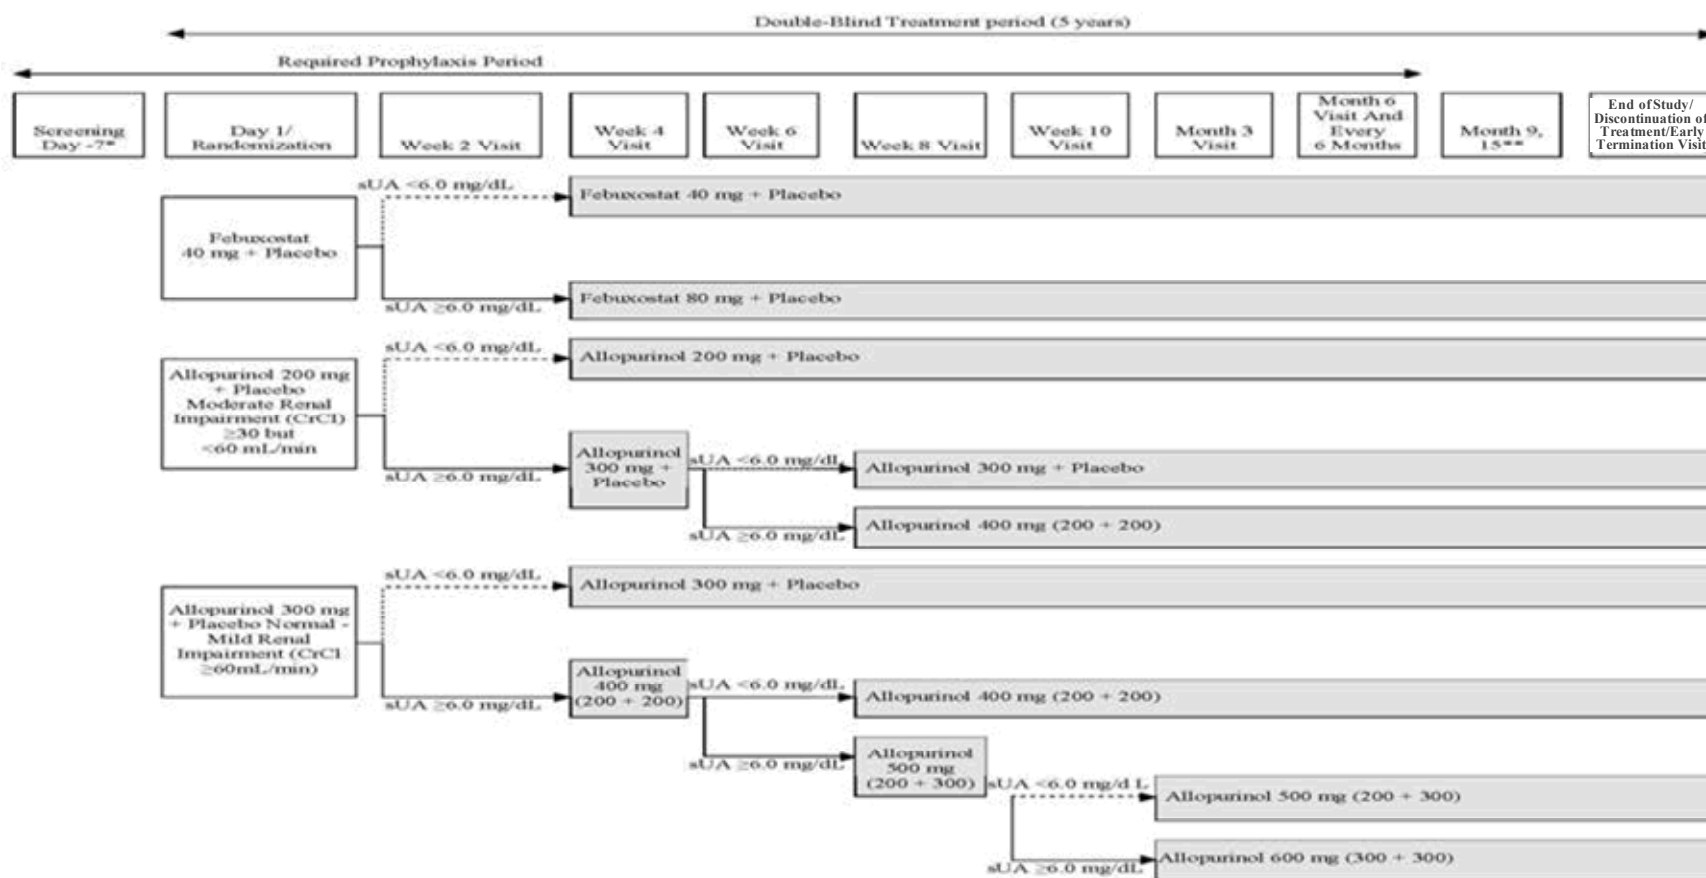 Double-Blind Treatment period (5 years)
Required Prophylaxis Period
Screening
Day -7*
Day 1/
Randomization
Week 2 Visit
Week 4
Visit
Week 6
Visit
Week 8 Visit
Week 10
Visit
Month 3
Visit
Month 6
Visit And
Every
6 Months
Month 9,
15**
End of Study/
Discontinuation of
Treatment/Early
Termination Visit
sUA <6.0 mg/dL
Febuxostat 40 mg + Placebo
Febuxostat
40 mg + Placebo
Febuxostat 80 mg + Placebo
sUA ≥6.0 mg/dL
sUA <6.0 mg/dL
Allopurinol 200 mg + Placebo
Allopurinol 200 mg
+ Placebo
Moderate Renal
Impairment (CrCl)
≥30 but
<60 mL/min
sUA ≥6.0 mg/dL
Allopurinol
300 mg +
Placebo
sUA <6.0 mg/dL
Allopurinol 300 mg + Placebo
Allopurinol 400 mg (200 + 200)
sUA ≥6.0 mg/dL
sUA <6.0 mg/dL
Allopurinol 300 mg + Placebo
Allopurinol 300 mg
+ Placebo Normal -
Mild Renal
Impairment (CrCl
≥60mL/min)
sUA ≥6.0 mg/dL
Allopurinol
400 mg
(200 + 200)
sUA <6.0 mg/dL
Allopurinol 400 mg (200 + 200)
sUA ≥6.0 mg/dL
Allopurinol
500 mg
(200 + 300)
sUA <6.0 mg/d L
Allopurinol 500 mg (200 + 300)
sUA ≥6.0 mg/dL
Allopurinol 600 mg (300 + 300)